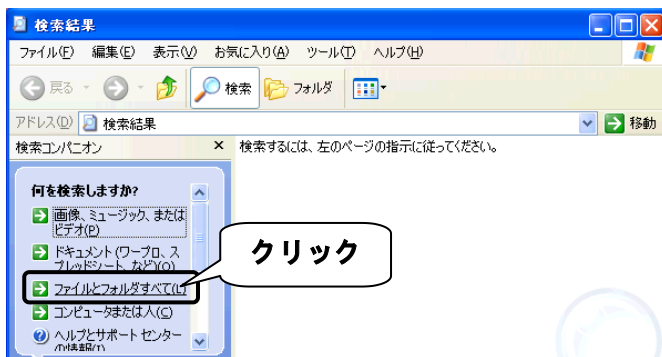 検索結果
ファイル(F) 編集(E) 表示(V) お気に入り(A) ツール(T) ヘルプ(H)
戻る 検索 フォルダ
アドレス(D) 検索結果 移動
検索コンパニオン × 検索するには、左のページの指示に従ってください。
何を検索しますか?
画像、ミュージック、または
ビデオ(P)
ドキュメント (ワープロ、ス
プレッドシート、など)(O)
クリック
ファイルとフォルダすべて(L)
コンピュータまたは人(C)
ヘルプとサポート センター
の情報(I)